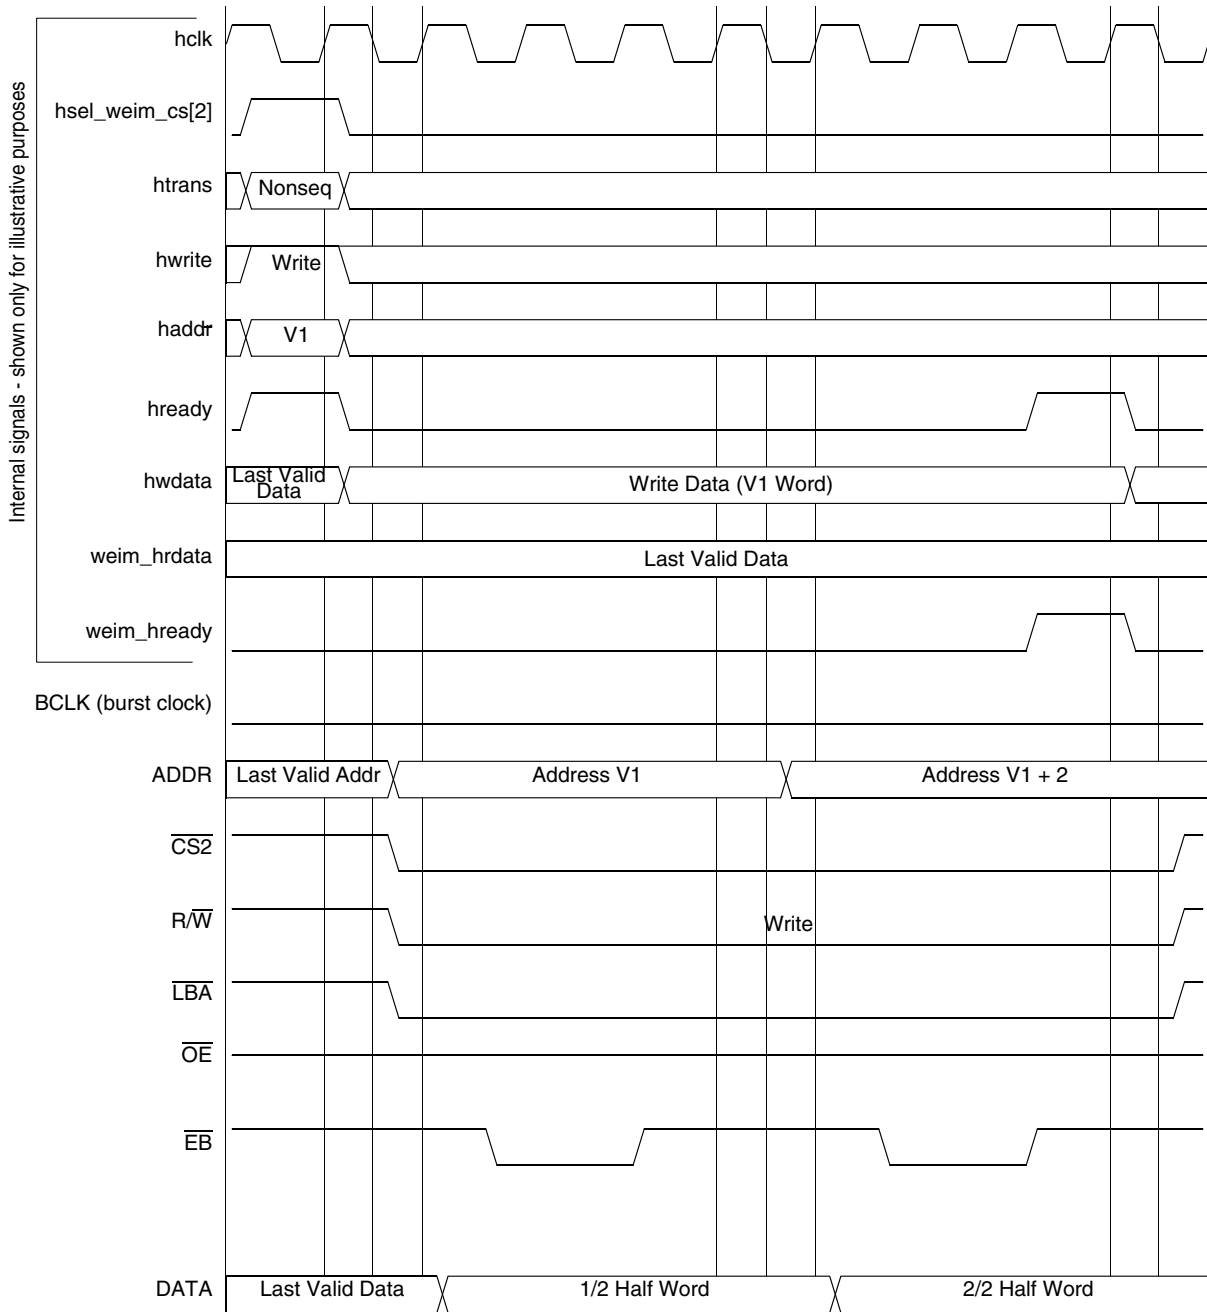 Internal signals - shown only for illustrative purposes
hclk
hsel_weim_cs[2]
htrans
Nonseq
hwrite
Write
haddr
V1
hready
hwdata
Last Valid
Data
Write Data (V1 Word)
weim_hrdata
Last Valid Data
weim_hready
BCLK (burst clock)
ADDR
Last Valid Addr
Address V1
Address V1 + 2
CS2
R/W
Write
LBA
OE
EB
DATA
Last Valid Data
1/2 Half Word
2/2 Half Word